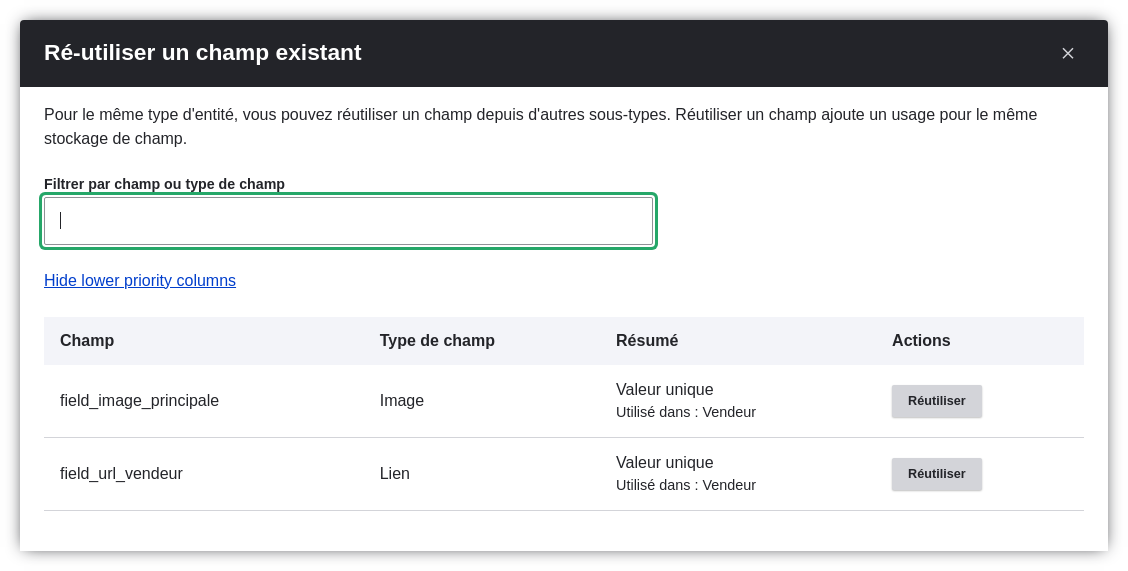 Ré-utiliser un champ existant
Pour le même type d'entité, vous pouvez réutiliser un champ depuis d'autres sous-types. Réutiliser un champ ajoute un usage pour le même
stockage de champ.
Filtrer par champ ou type de champ
Hide lower priority columns
Champ Type de champ Résumé Actions
field_image_principale Image Valeur unique Réutiliser
Utilisé dans : Vendeur
field_url_vendeur Lien Valeur unique Réutiliser
Utilisé dans : Vendeur